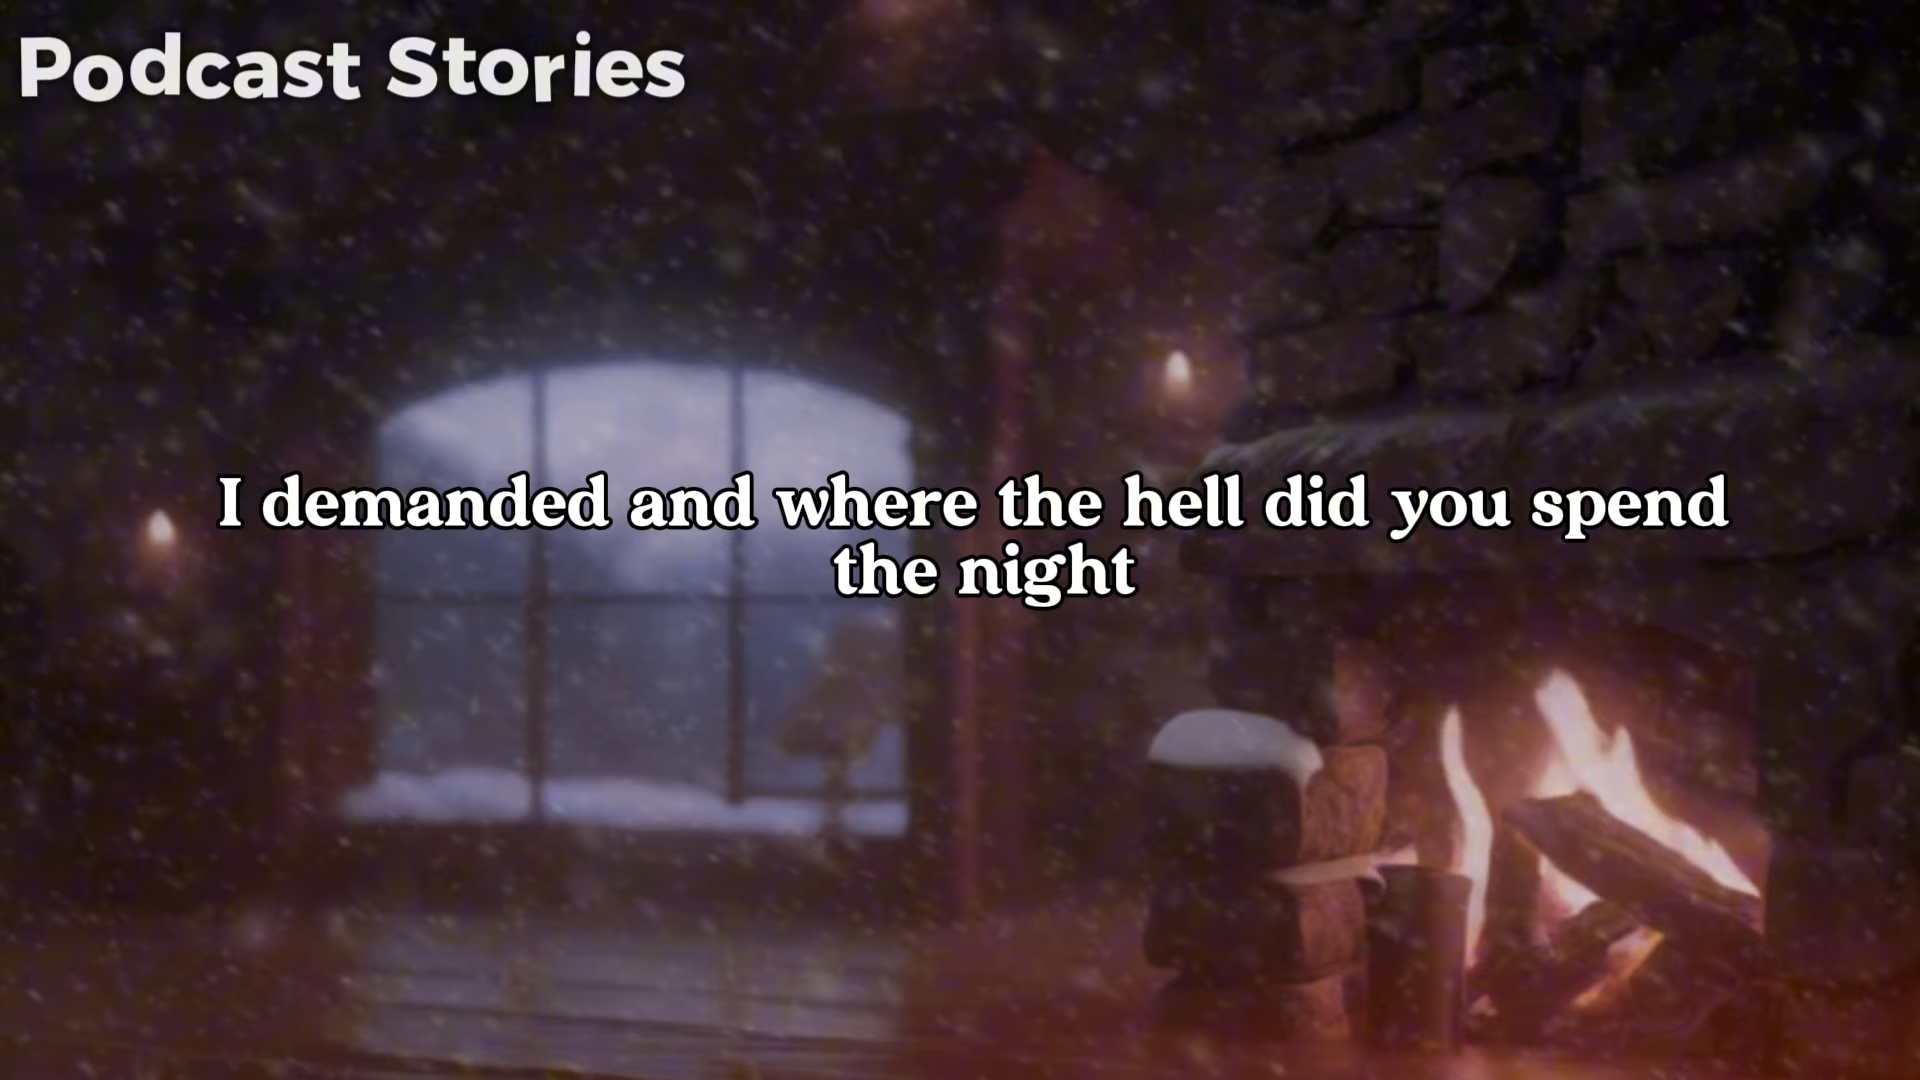 Podcast Stories
I demanded and where the hell did you spend
the night